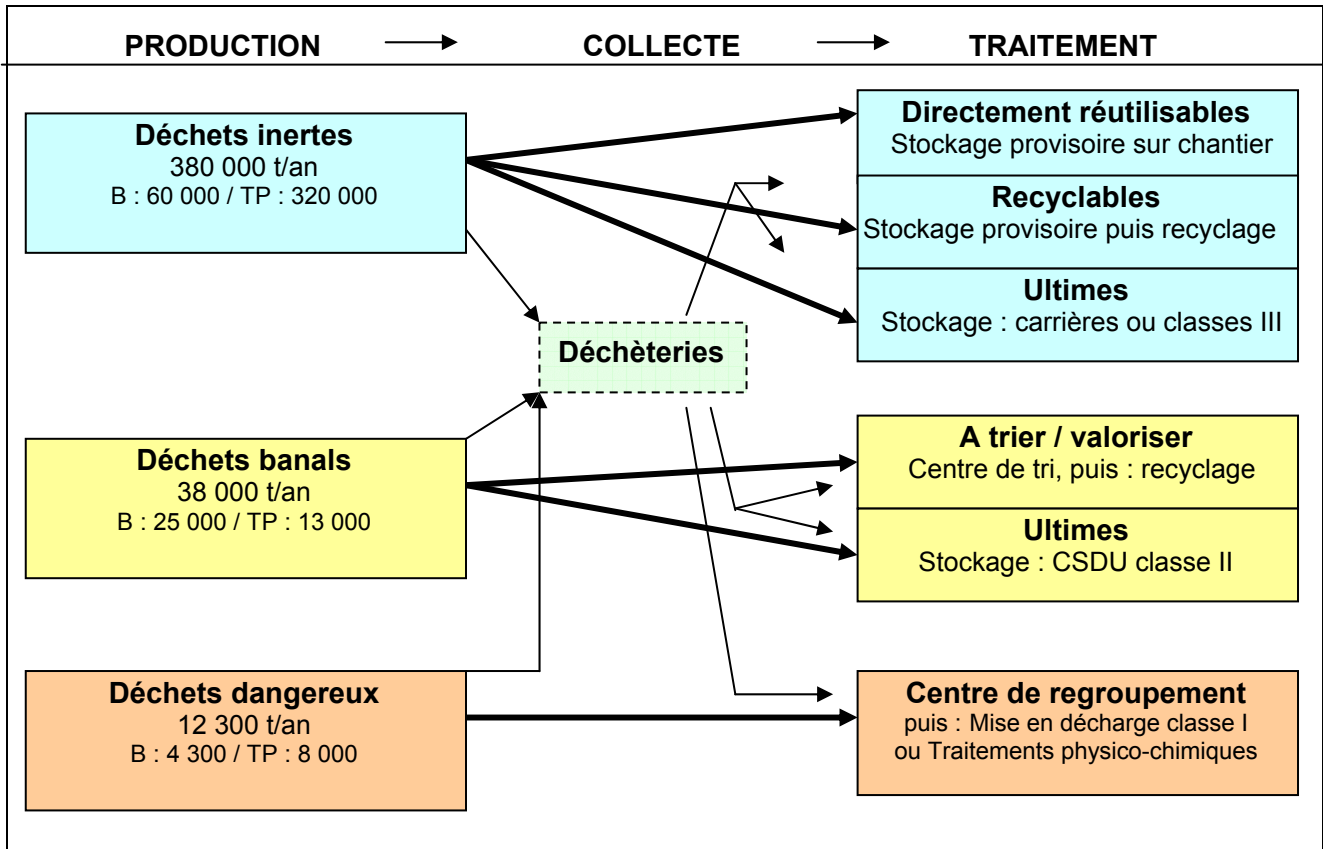 PRODUCTION COLLECTE TRAITEMENT
Déchets inertes
380 000 t/an
B : 60 000 / TP : 320 000
Directement réutilisables
Stockage provisoire sur chantier
Recyclables
Stockage provisoire puis recyclage
Ultimes
Stockage : carrières ou classes III
Déchèteries
Déchets banals
38 000 t/an
B : 25 000 / TP : 13 000
A trier / valoriser
Centre de tri, puis : recyclage
Ultimes
Stockage : CSDU classe II
Déchets dangereux
12 300 t/an
B : 4 300 / TP : 8 000
Centre de regroupement
puis : Mise en décharge classe I
ou Traitements physico-chimiques